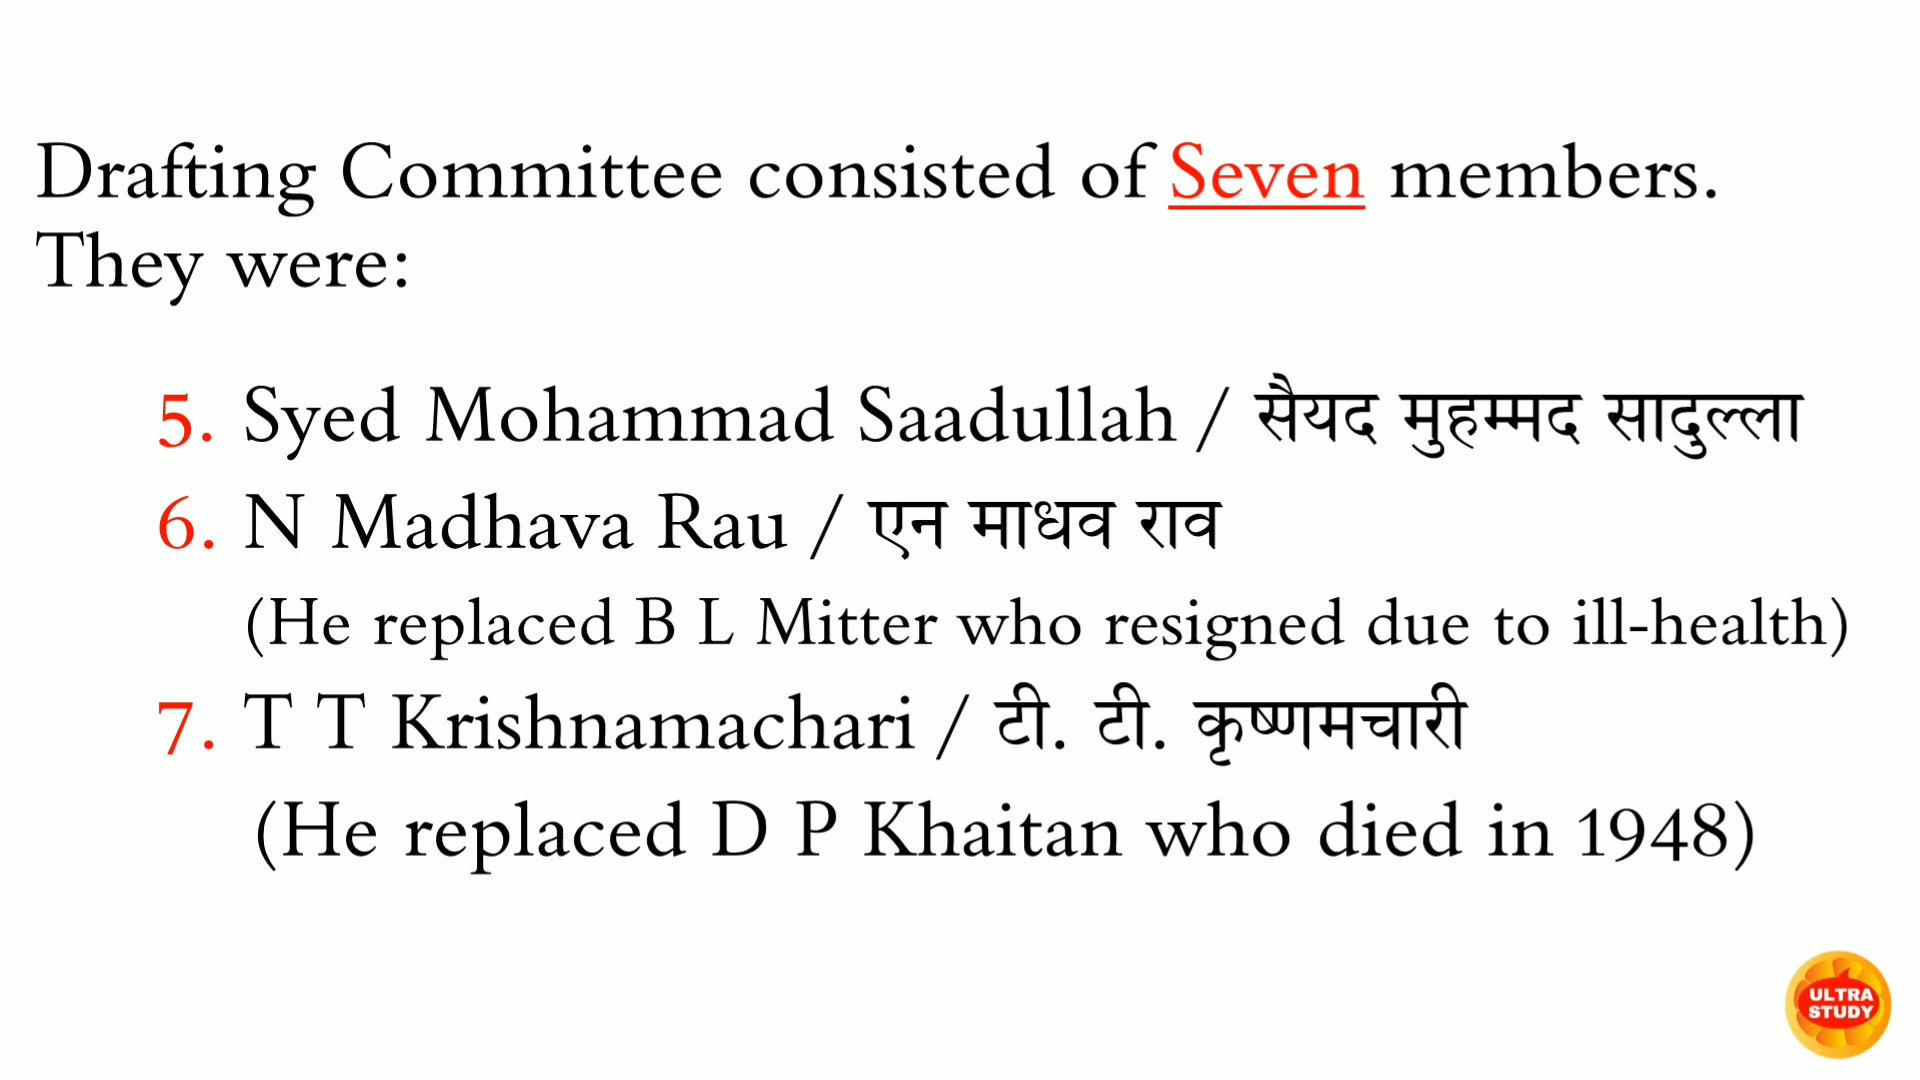 Drafting Committee consisted of Seven members.
They were:
5. Syed Mohammad Saadullah / सैयद मुहम्मद सादुल्ला
6. N Madhava Rau / एन माधव राव
(He replaced B L Mitter who resigned due to ill-health)
7. T T Krishnamachari / टी. टी. कृष्णमचारी
(He replaced D P Khaitan who died in 1948)
ULTRA
STUDY